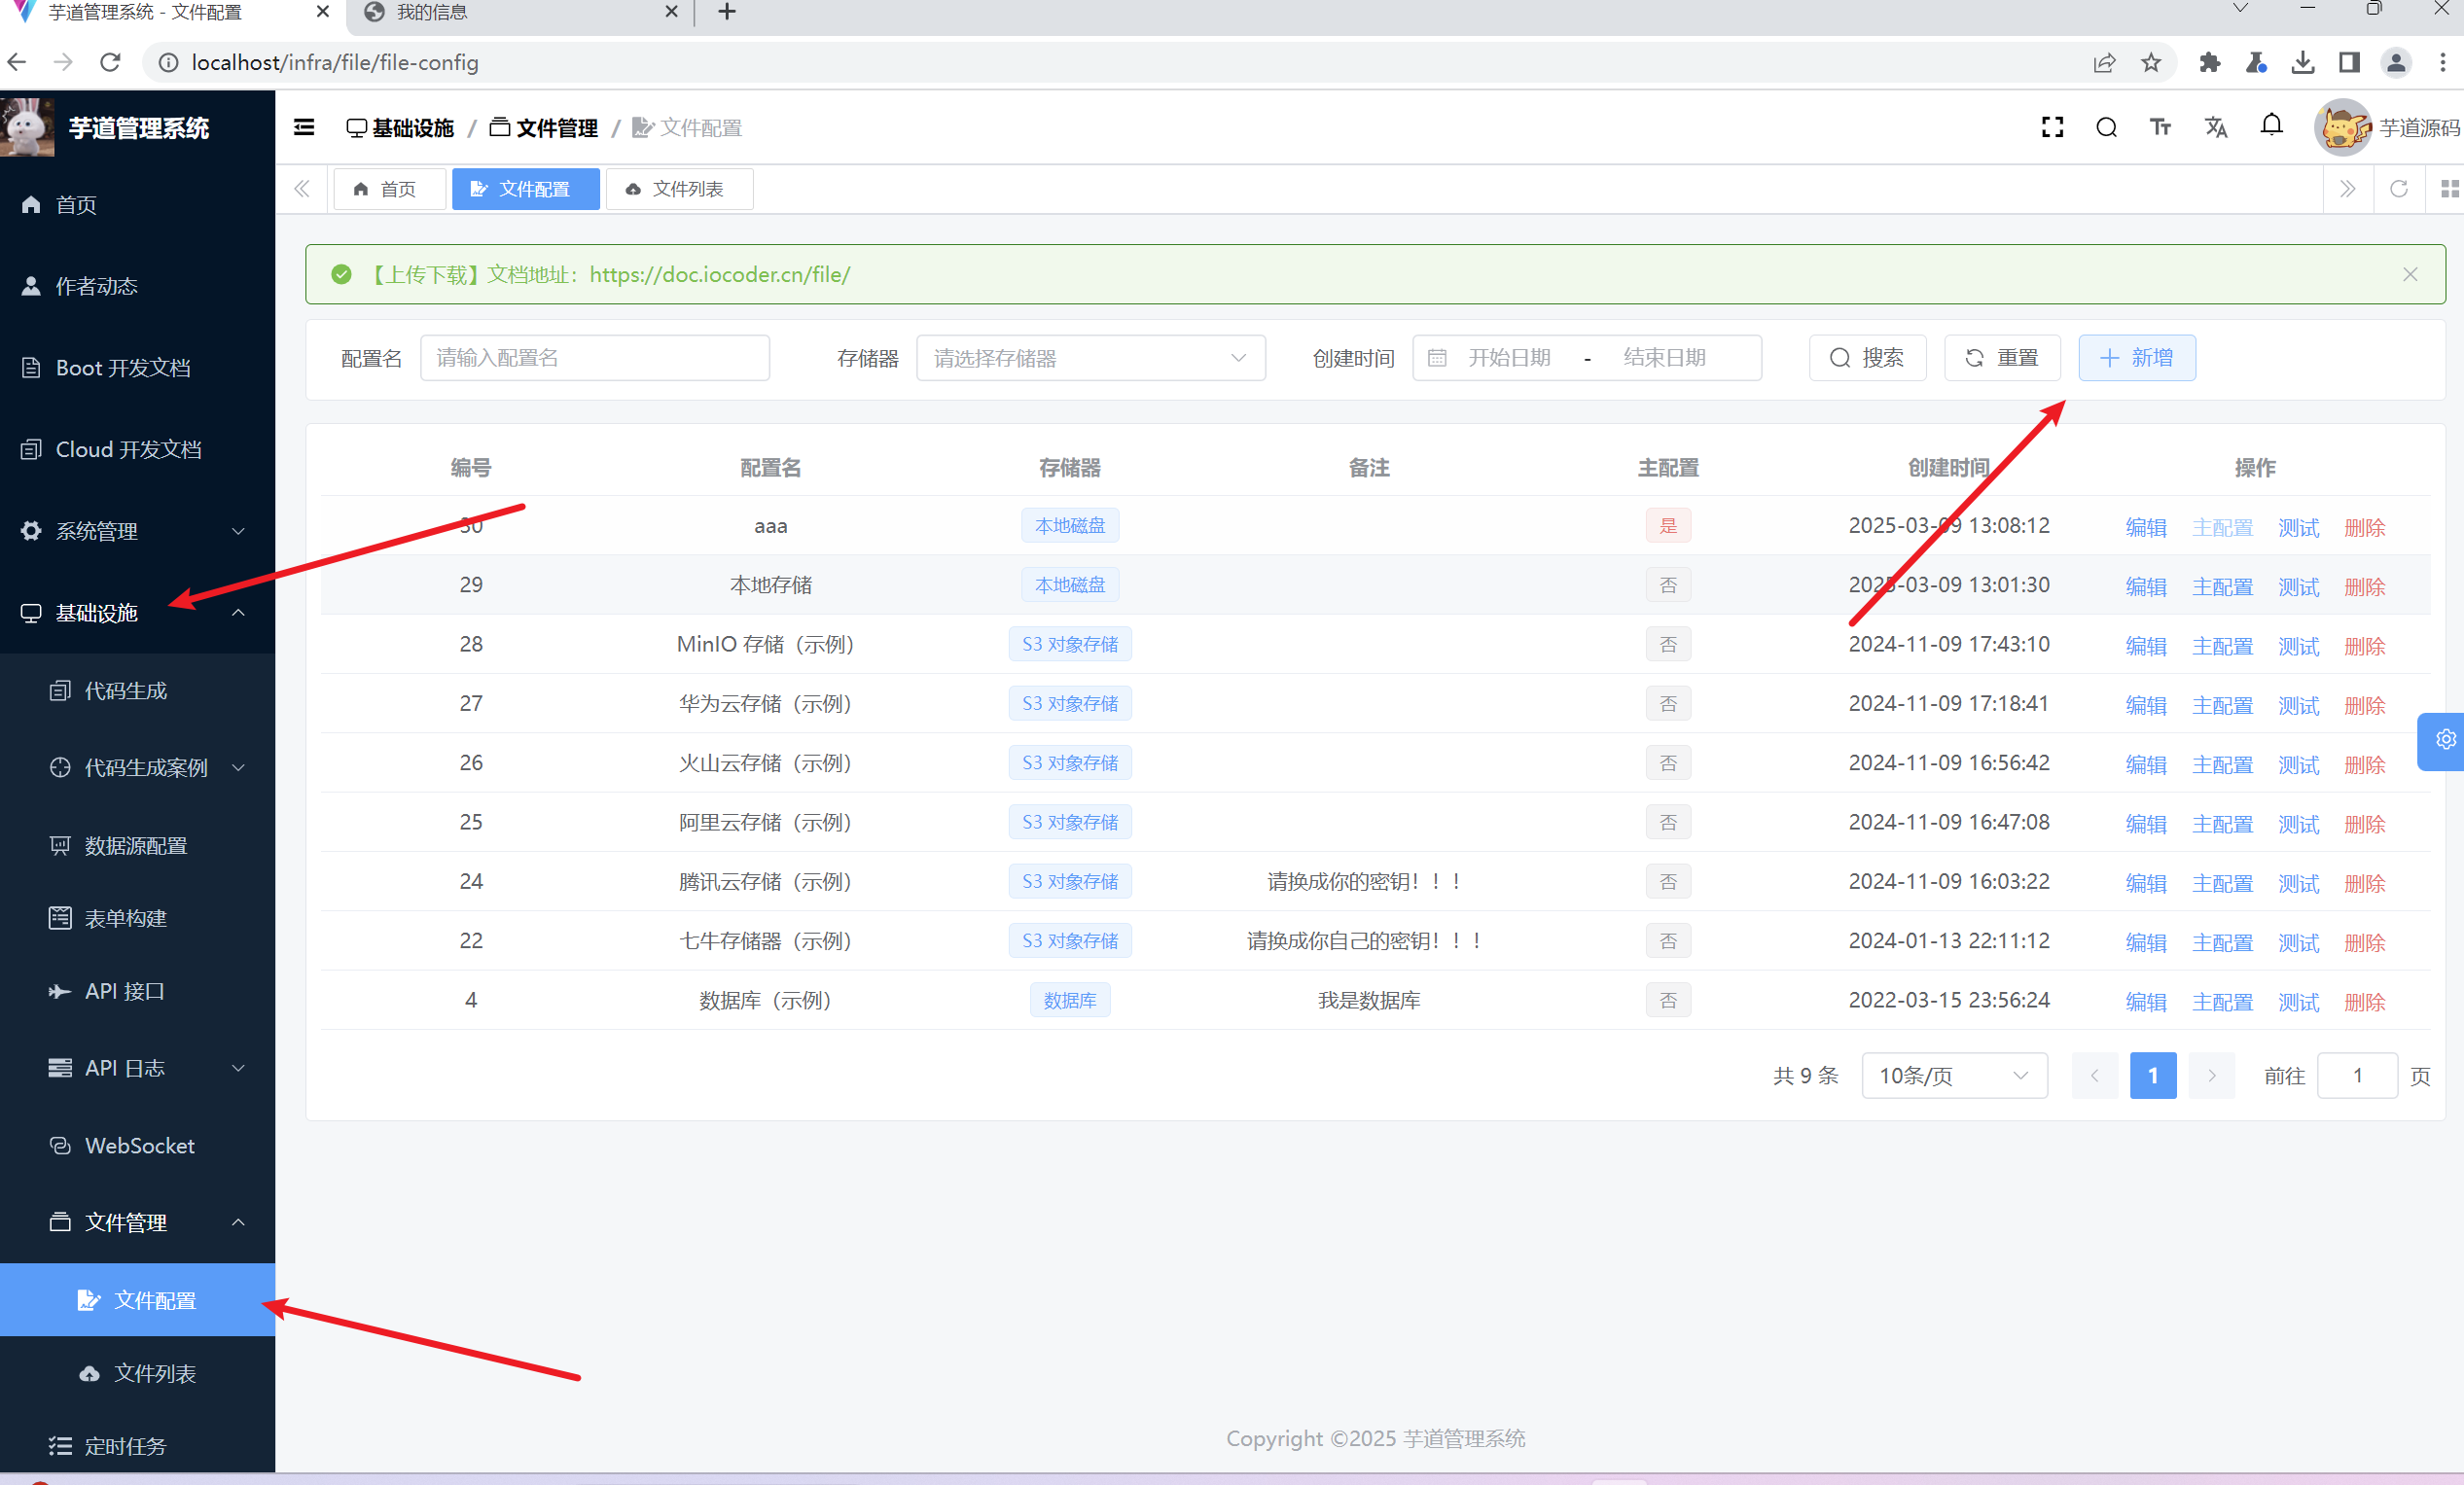 芋道管理系统 - 文件配置
我的信息
localhost/infra/file/file-config
芋道管理系统
基础设施 / 文件管理 / 文件配置
芋道源码
首页
文件配置
文件列表
首页
作者动态
Boot 开发文档
Cloud 开发文档
系统管理
基础设施
代码生成
代码生成案例
数据源配置
表单构建
API 接口
API 日志
WebSocket
文件管理
文件配置
文件列表
定时任务
【上传下载】文档地址：https://doc.iocoder.cn/file/
配置名 请输入配置名 存储器 请选择存储器 创建时间 开始日期 - 结束日期 搜索 重置 新增
编号 配置名 存储器 备注 主配置 创建时间 操作
30 aaa 本地磁盘 是 2025-03-09 13:08:12 编辑 主配置 测试 删除
29 本地存储 本地磁盘 否 2025-03-09 13:01:30 编辑 主配置 测试 删除
28 MinIO 存储（示例） S3 对象存储 否 2024-11-09 17:43:10 编辑 主配置 测试 删除
27 华为云存储（示例） S3 对象存储 否 2024-11-09 17:18:41 编辑 主配置 测试 删除
26 火山云存储（示例） S3 对象存储 否 2024-11-09 16:56:42 编辑 主配置 测试 删除
25 阿里云存储（示例） S3 对象存储 否 2024-11-09 16:47:08 编辑 主配置 测试 删除
24 腾讯云存储（示例） S3 对象存储 请换成你的密钥！！！ 否 2024-11-09 16:03:22 编辑 主配置 测试 删除
22 七牛存储器（示例） S3 对象存储 请换成你自己的密钥！！！ 否 2024-01-13 22:11:12 编辑 主配置 测试 删除
4 数据库（示例） 数据库 我是数据库 否 2022-03-15 23:56:24 编辑 主配置 测试 删除
共 9 条 10条/页 1 前往 1 页
Copyright ©2025 芋道管理系统